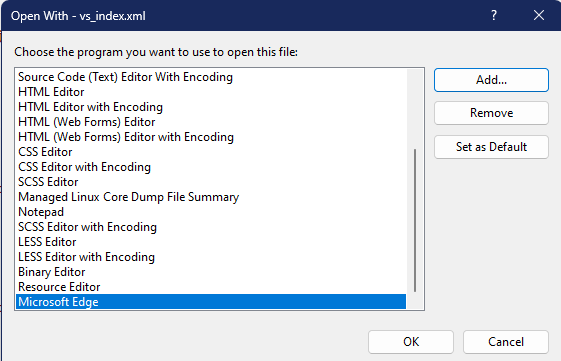 Open With - vs_index.xml
?
Choose the program you want to use to open this file:
Source Code (Text) Editor With Encoding
HTML Editor
HTML Editor with Encoding
HTML (Web Forms) Editor
HTML (Web Forms) Editor with Encoding
CSS Editor
CSS Editor with Encoding
SCSS Editor
Managed Linux Core Dump File Summary
Notepad
SCSS Editor with Encoding
LESS Editor
LESS Editor with Encoding
Binary Editor
Resource Editor
Microsoft Edge
Add...
Remove
Set as Default
OK
Cancel